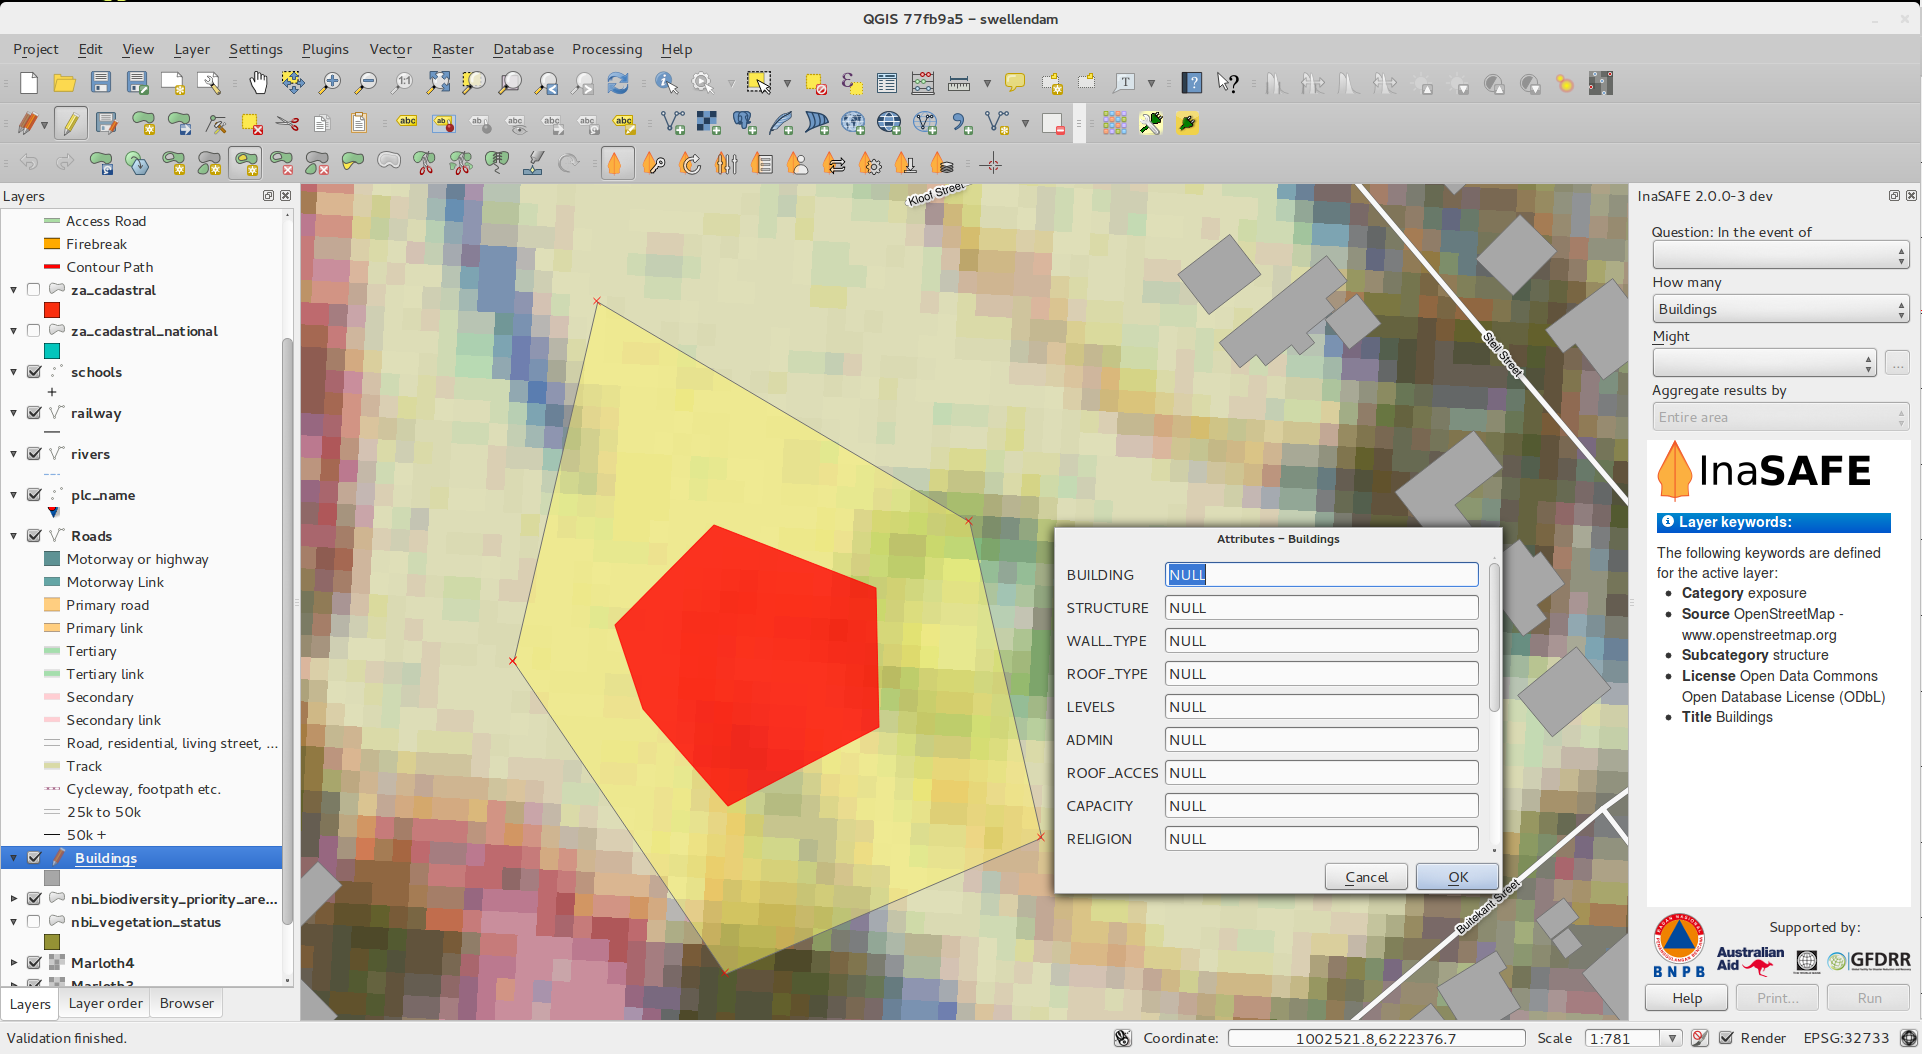 QGIS 77fb9a5 - swellendam
Project Edit View Layer Settings Plugins Vector Raster Database Processing Help
Layers
Access Road
Firebreak
Contour Path
za_cadastral
za_cadastral_national
schools
railway
rivers
plc_name
Roads
Motorway or highway
Motorway Link
Primary road
Primary link
Tertiary
Tertiary link
Secondary
Secondary link
Road, residential, living street, ...
Track
Cycleway, footpath etc.
25k to 50k
50k +
Buildings
nbi_biodiversity_priority_are...
nbi_vegetation_status
Marloth4
Marloth3
Layers Layer order Browser
Kloof Street
Steil Street
Buitekant Street
Attributes - Buildings
BUILDING NULL
STRUCTURE NULL
WALL_TYPE NULL
ROOF_TYPE NULL
LEVELS NULL
ADMIN NULL
ROOF_ACCES NULL
CAPACITY NULL
RELIGION NULL
Cancel OK
InaSAFE 2.0.0-3 dev
Question: In the event of
How many
Buildings
Might
...
Aggregate results by
Entire area
InaSAFE
Layer keywords:
The following keywords are defined
for the active layer:
Category exposure
Source OpenStreetMap -
www.openstreetmap.org
Subcategory structure
License Open Data Commons
Open Database License (ODbL)
Title Buildings
Supported by:
BNPB
Australian
Aid
GFDRR
Help Print... Run
Validation finished.
Coordinate: 1002521.8,6222376.7 Scale 1:781 Render EPSG:32733